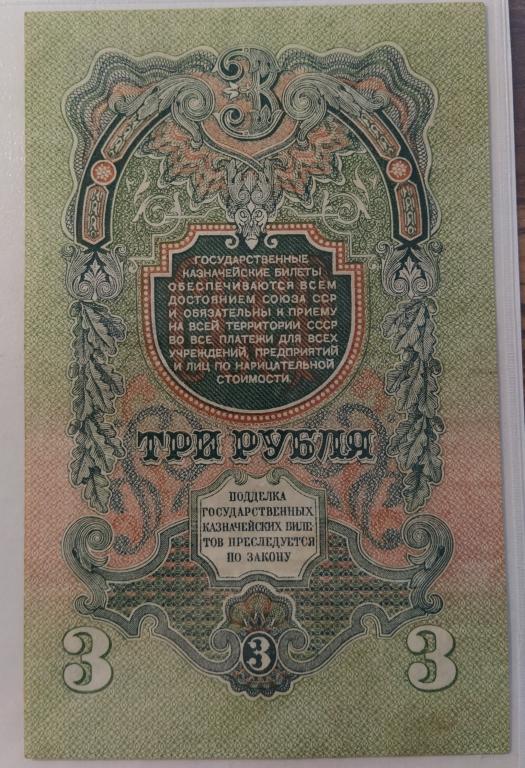 3
ГОСУДАРСТВЕННЫЕ
КАЗНАЧЕЙСКИЕ БИЛЕТЫ
ОБЕСПЕЧИВАЮТСЯ ВСЕМ
ДОСТОЯНИЕМ СОЮЗА ССР
И ОБЯЗАТЕЛЬНЫ К ПРИЕМУ
НА ВСЕЙ ТЕРРИТОРИИ СССР
ВО ВСЕ ПЛАТЕЖИ ДЛЯ ВСЕХ
УЧРЕЖДЕНИЙ, ПРЕДПРИЯТИЙ
И ЛИЦ ПО НАРИЦАТЕЛЬНОЙ
СТОИМОСТИ.
ТРИ РУБЛЯ
ПОДДЕЛКА
ГОСУДАРСТВЕННЫХ
КАЗНАЧЕЙСКИХ БИЛЕ
ТОВ ПРЕСЛЕДУЕТСЯ
ПО ЗАКОНУ
3 3 3